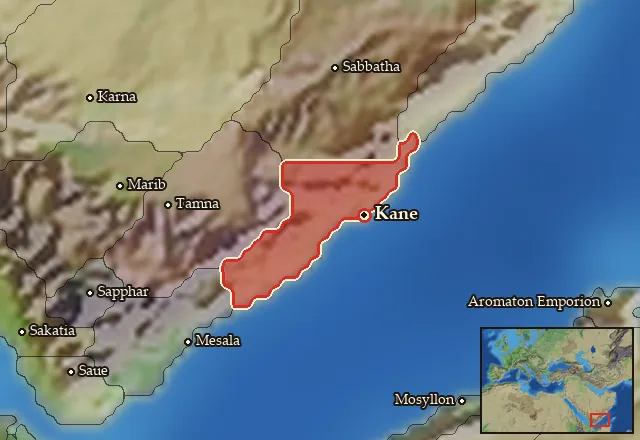 Sabbatha
Karna
Marib
Tamna
Kane
Sapphar
Aromaton Emporion
Sakatia
Mesala
Saue
Mosyllon